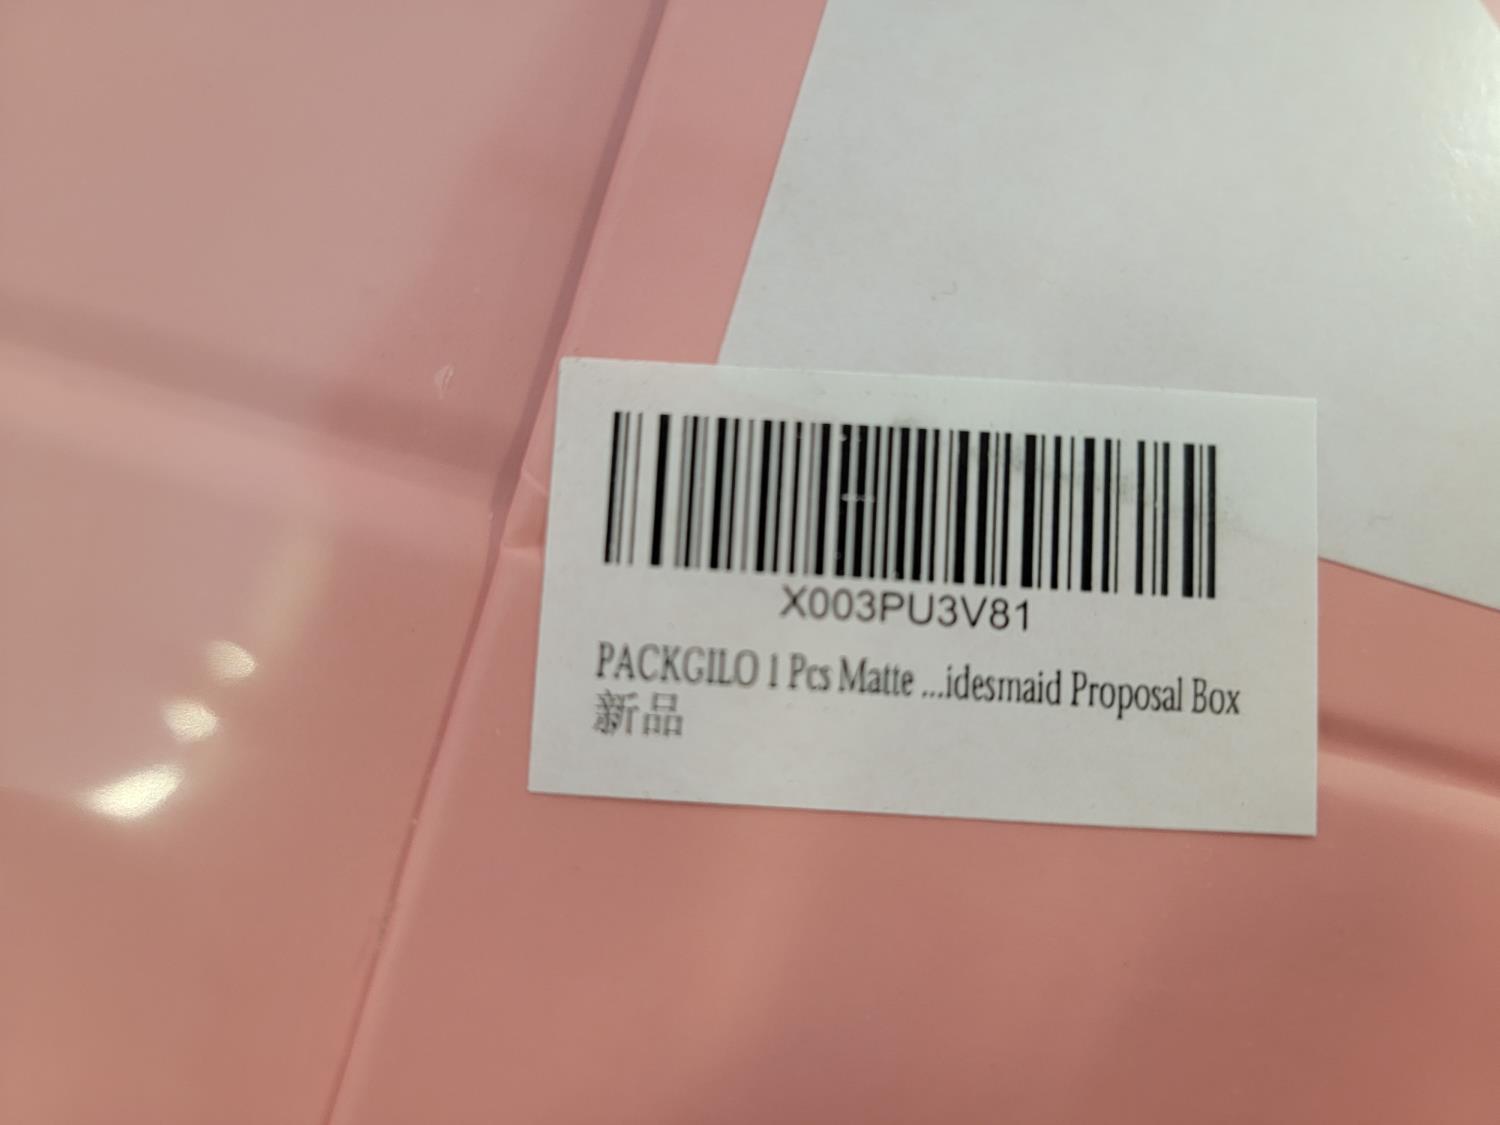 X003PU3V81
PACKGILO 1 Pcs Matte ...idesmaid Proposal Box
新品